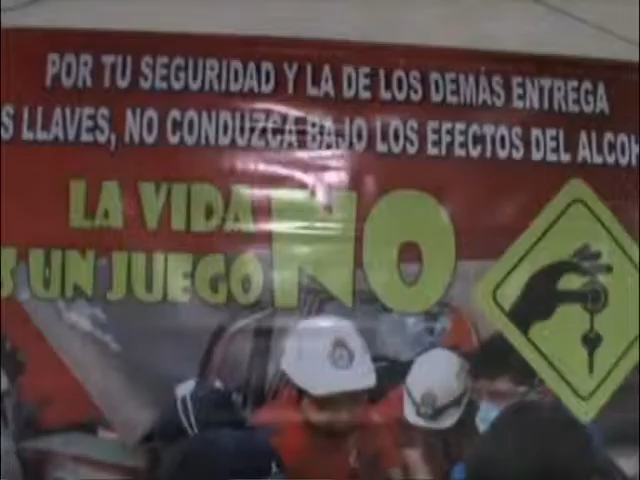 POR TU SEGURIDAD Y LA DE LOS DEMÁS ENTREGA
S LLAVES, NO CONDUZCA BAJO LOS EFECTOS DEL ALCOH
LA VIDA NO
S UN JUEGO